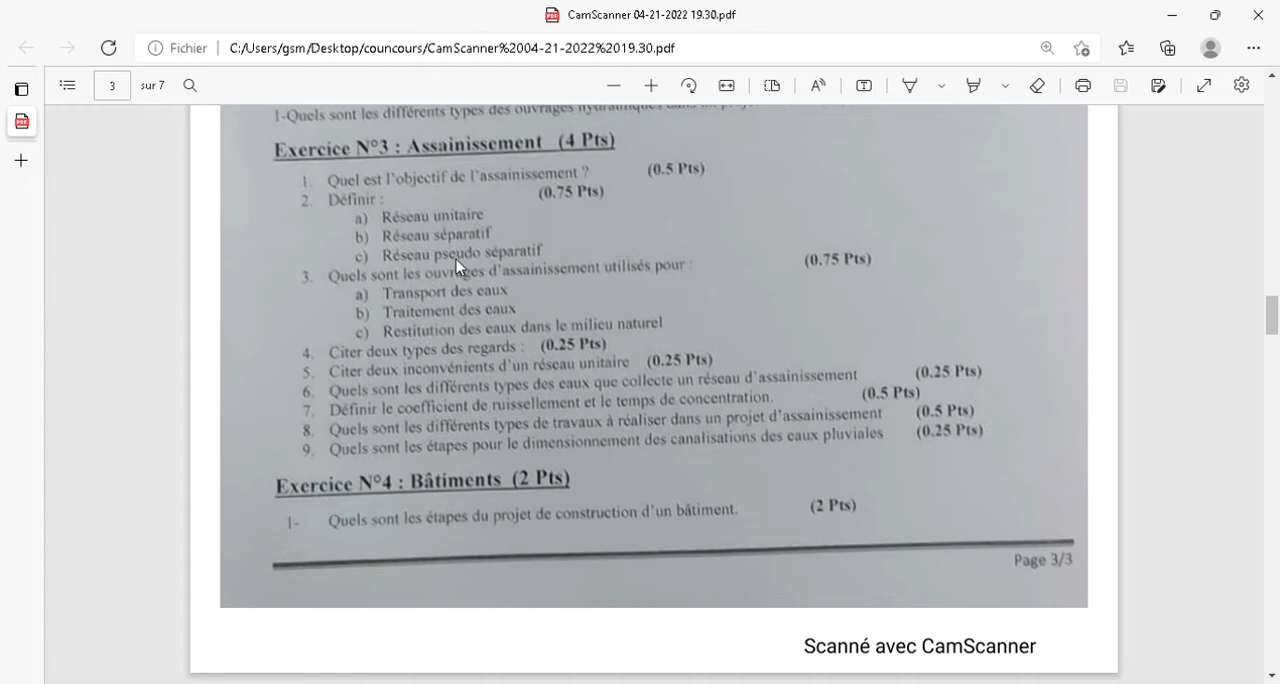 CamScanner 04-21-2022 19.30.pdf
Fichier C:/Users/gsm/Desktop/councours/CamScanner%2004-21-2022%2019.30.pdf
3 sur 7
1-Quels sont les différents types des ouvrages hydrauliques dans un
Exercice N°3 : Assainissement (4 Pts)
1. Quel est l'objectif de l'assainissement ? (0.5 Pts)
2. Définir : (0.75 Pts)
a) Réseau unitaire
b) Réseau séparatif
c) Réseau pseudo séparatif
3. Quels sont les ouvrages d'assainissement utilisés pour : (0.75 Pts)
a) Transport des eaux
b) Traitement des eaux
c) Restitution des eaux dans le milieu naturel
4. Citer deux types des regards : (0.25 Pts)
5. Citer deux inconvénients d'un réseau unitaire (0.25 Pts)
6. Quels sont les différents types des eaux que collecte un réseau d'assainissement (0.25 Pts)
7. Définir le coefficient de ruissellement et le temps de concentration. (0.5 Pts)
8. Quels sont les différents types de travaux à réaliser dans un projet d'assainissement (0.5 Pts)
9. Quels sont les étapes pour le dimensionnement des canalisations des eaux pluviales (0.25 Pts)
Exercice N°4 : Bâtiments (2 Pts)
1- Quels sont les étapes du projet de construction d'un bâtiment. (2 Pts)
Page 3/3
Scanné avec CamScanner